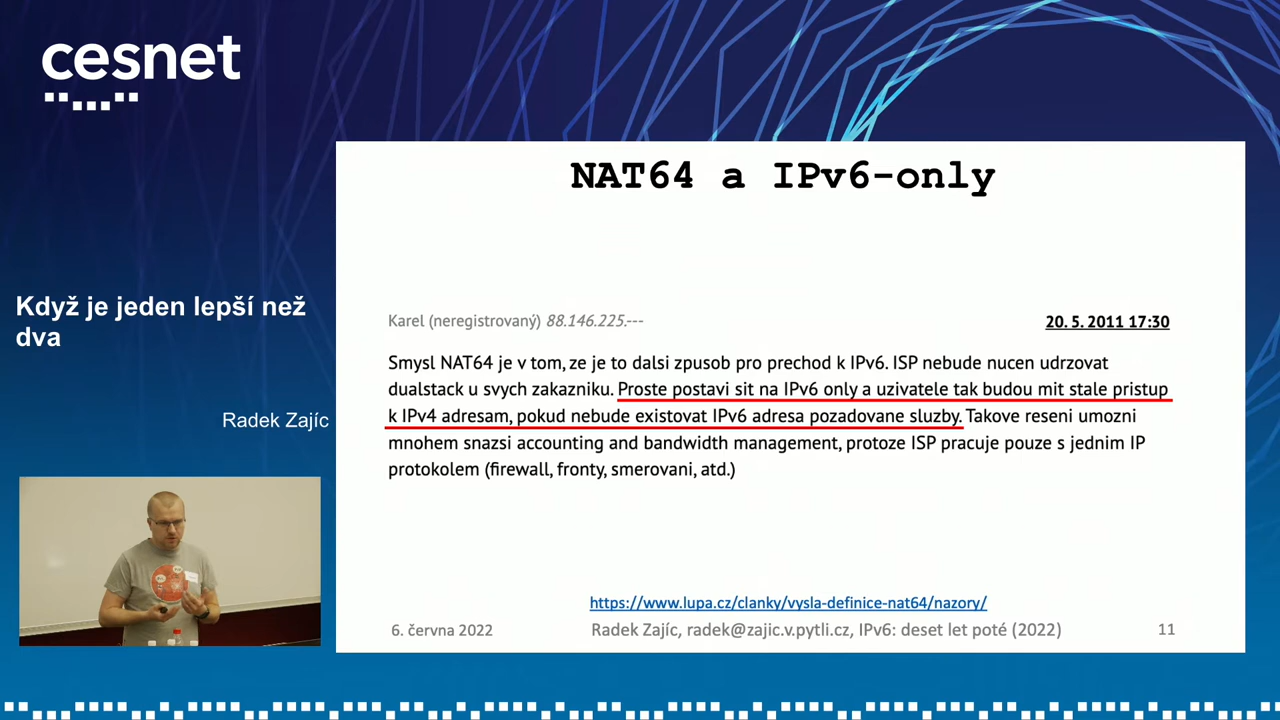 cesnet
Když je jeden lepší než
dva
Radek Zajíc
NAT64 a IPv6-only
Karel (neregistrovaný) 88.146.225.---
20. 5. 2011 17:30
Smysl NAT64 je v tom, ze je to dalsi zpusob pro prechod k IPv6. ISP nebude nucen udrzovat
dualstack u svych zakazniku. Proste postavi sit na IPv6 only a uzivatele tak budou mit stale pristup
k IPv4 adresam, pokud nebude existovat IPv6 adresa pozadovane sluzby. Takove reseni umozni
mnohem snazsi accounting and bandwidth management, protoze ISP pracuje pouze s jednim IP
protokolem (firewall, fronty, smerovani, atd.)
https://www.lupa.cz/clanky/vysla-definice-nat64/nazory/
6. června 2022
Radek Zajíc, radek@zajic.v.pytli.cz, IPv6: deset let poté (2022)
11